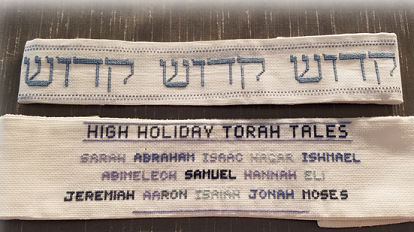 קדוש קדוש קדוש
HIGH HOLIDAY TORAH TALES
SARAH ABRAHAM ISAAC HAGAR ISHMAEL
ABIMELECH SAMUEL HANNAH ELI
JEREMIAH AARON ISAIAH JONAH MOSES